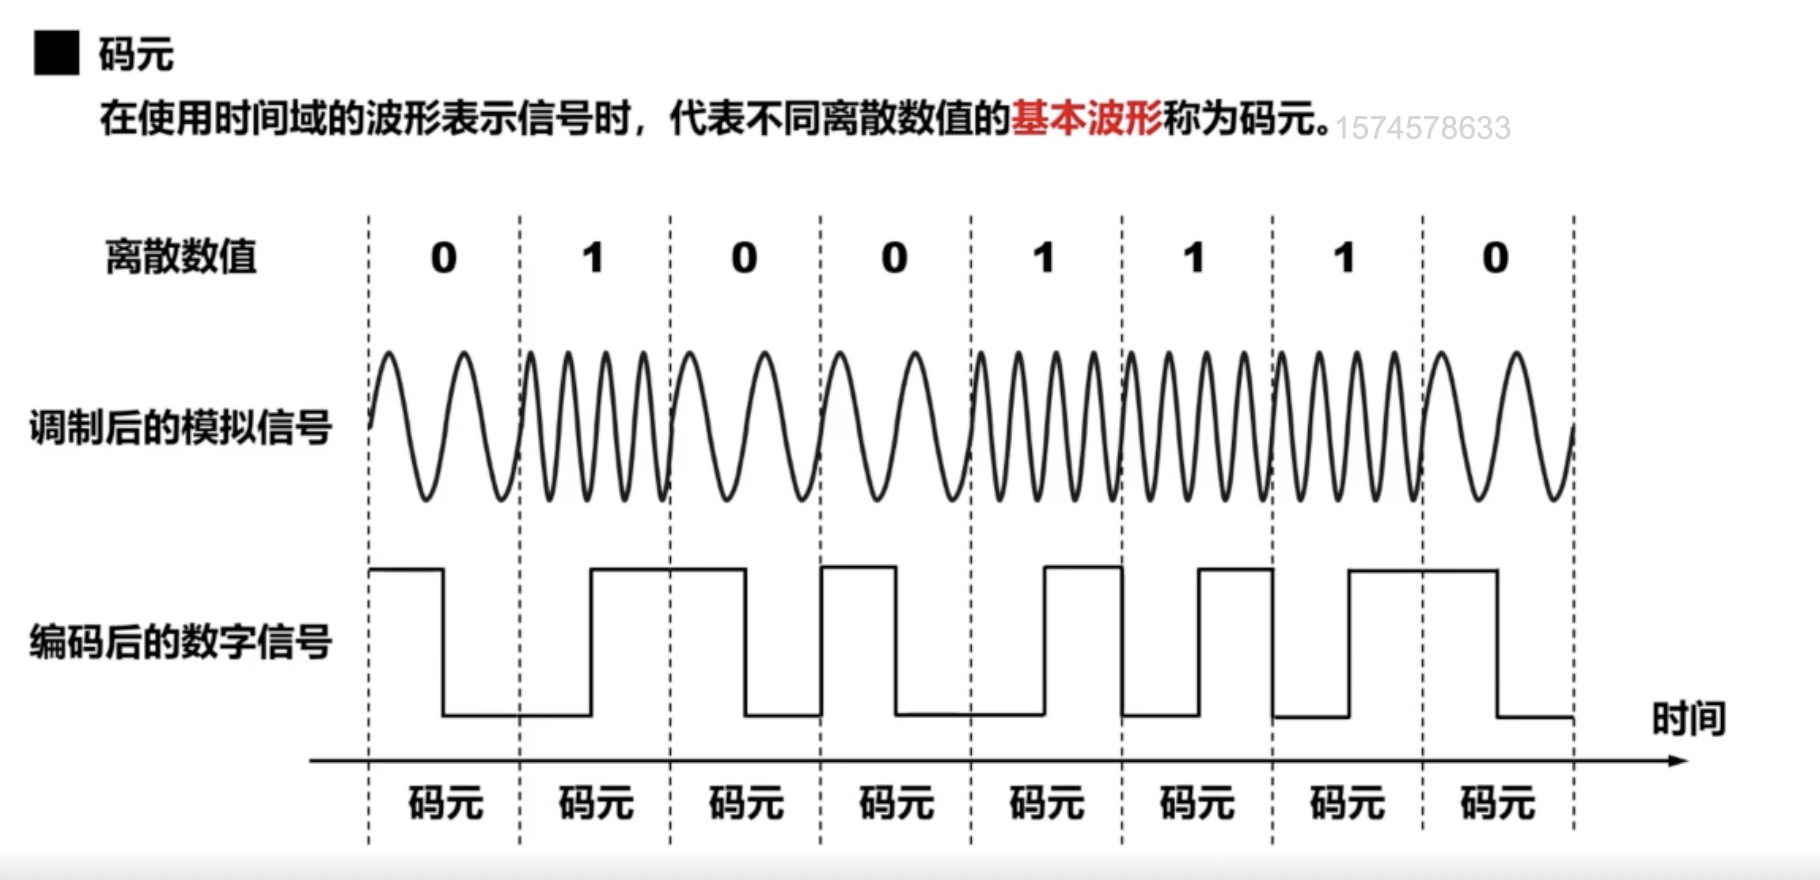 码元
在使用时间域的波形表示信号时，代表不同离散数值的基本波形称为码元。
1574578633
离散数值 0 1 0 0 1 1 1 0
调制后的模拟信号
编码后的数字信号
时间
码元 码元 码元 码元 码元 码元 码元 码元